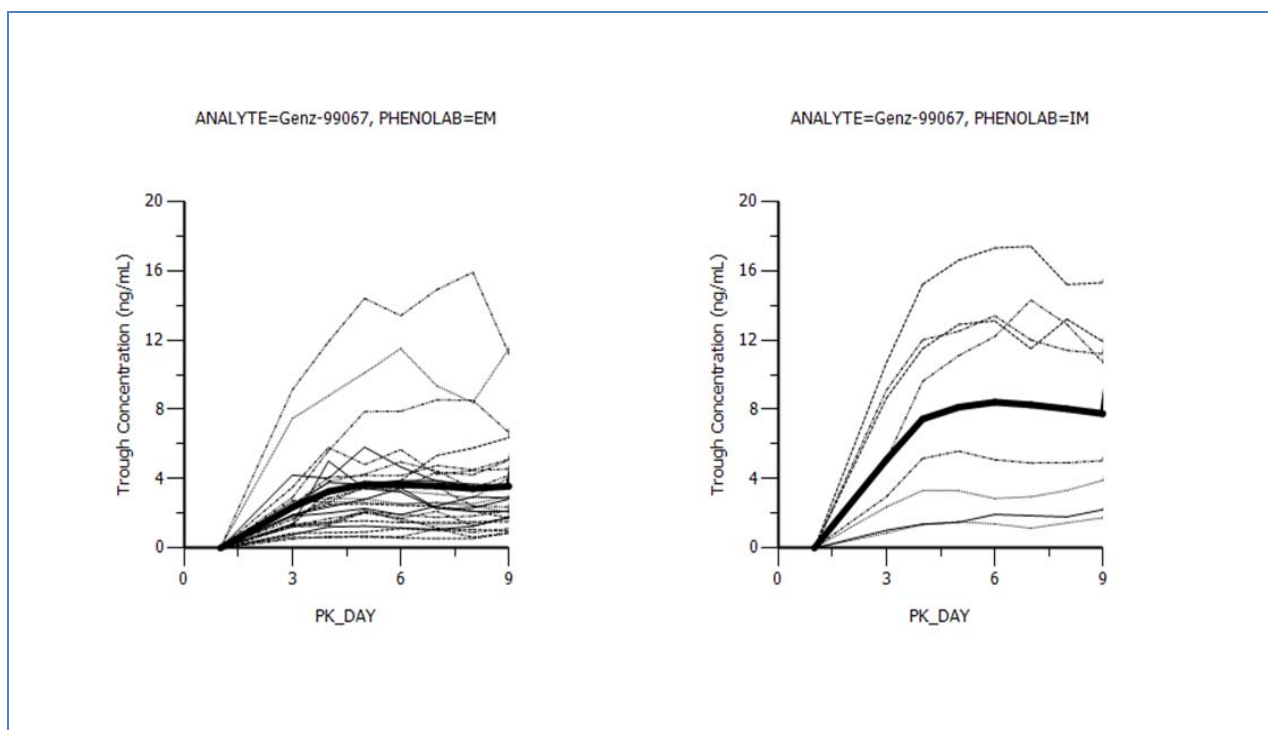 ANALYTE=Genz-99067, PHENOLAB=EM
20
16
12
8
4
0
Trough Concentration (ng/mL)
0 3 6 9
PK_DAY
ANALYTE=Genz-99067, PHENOLAB=IM
20
16
12
8
4
0
Trough Concentration (ng/mL)
0 3 6 9
PK_DAY